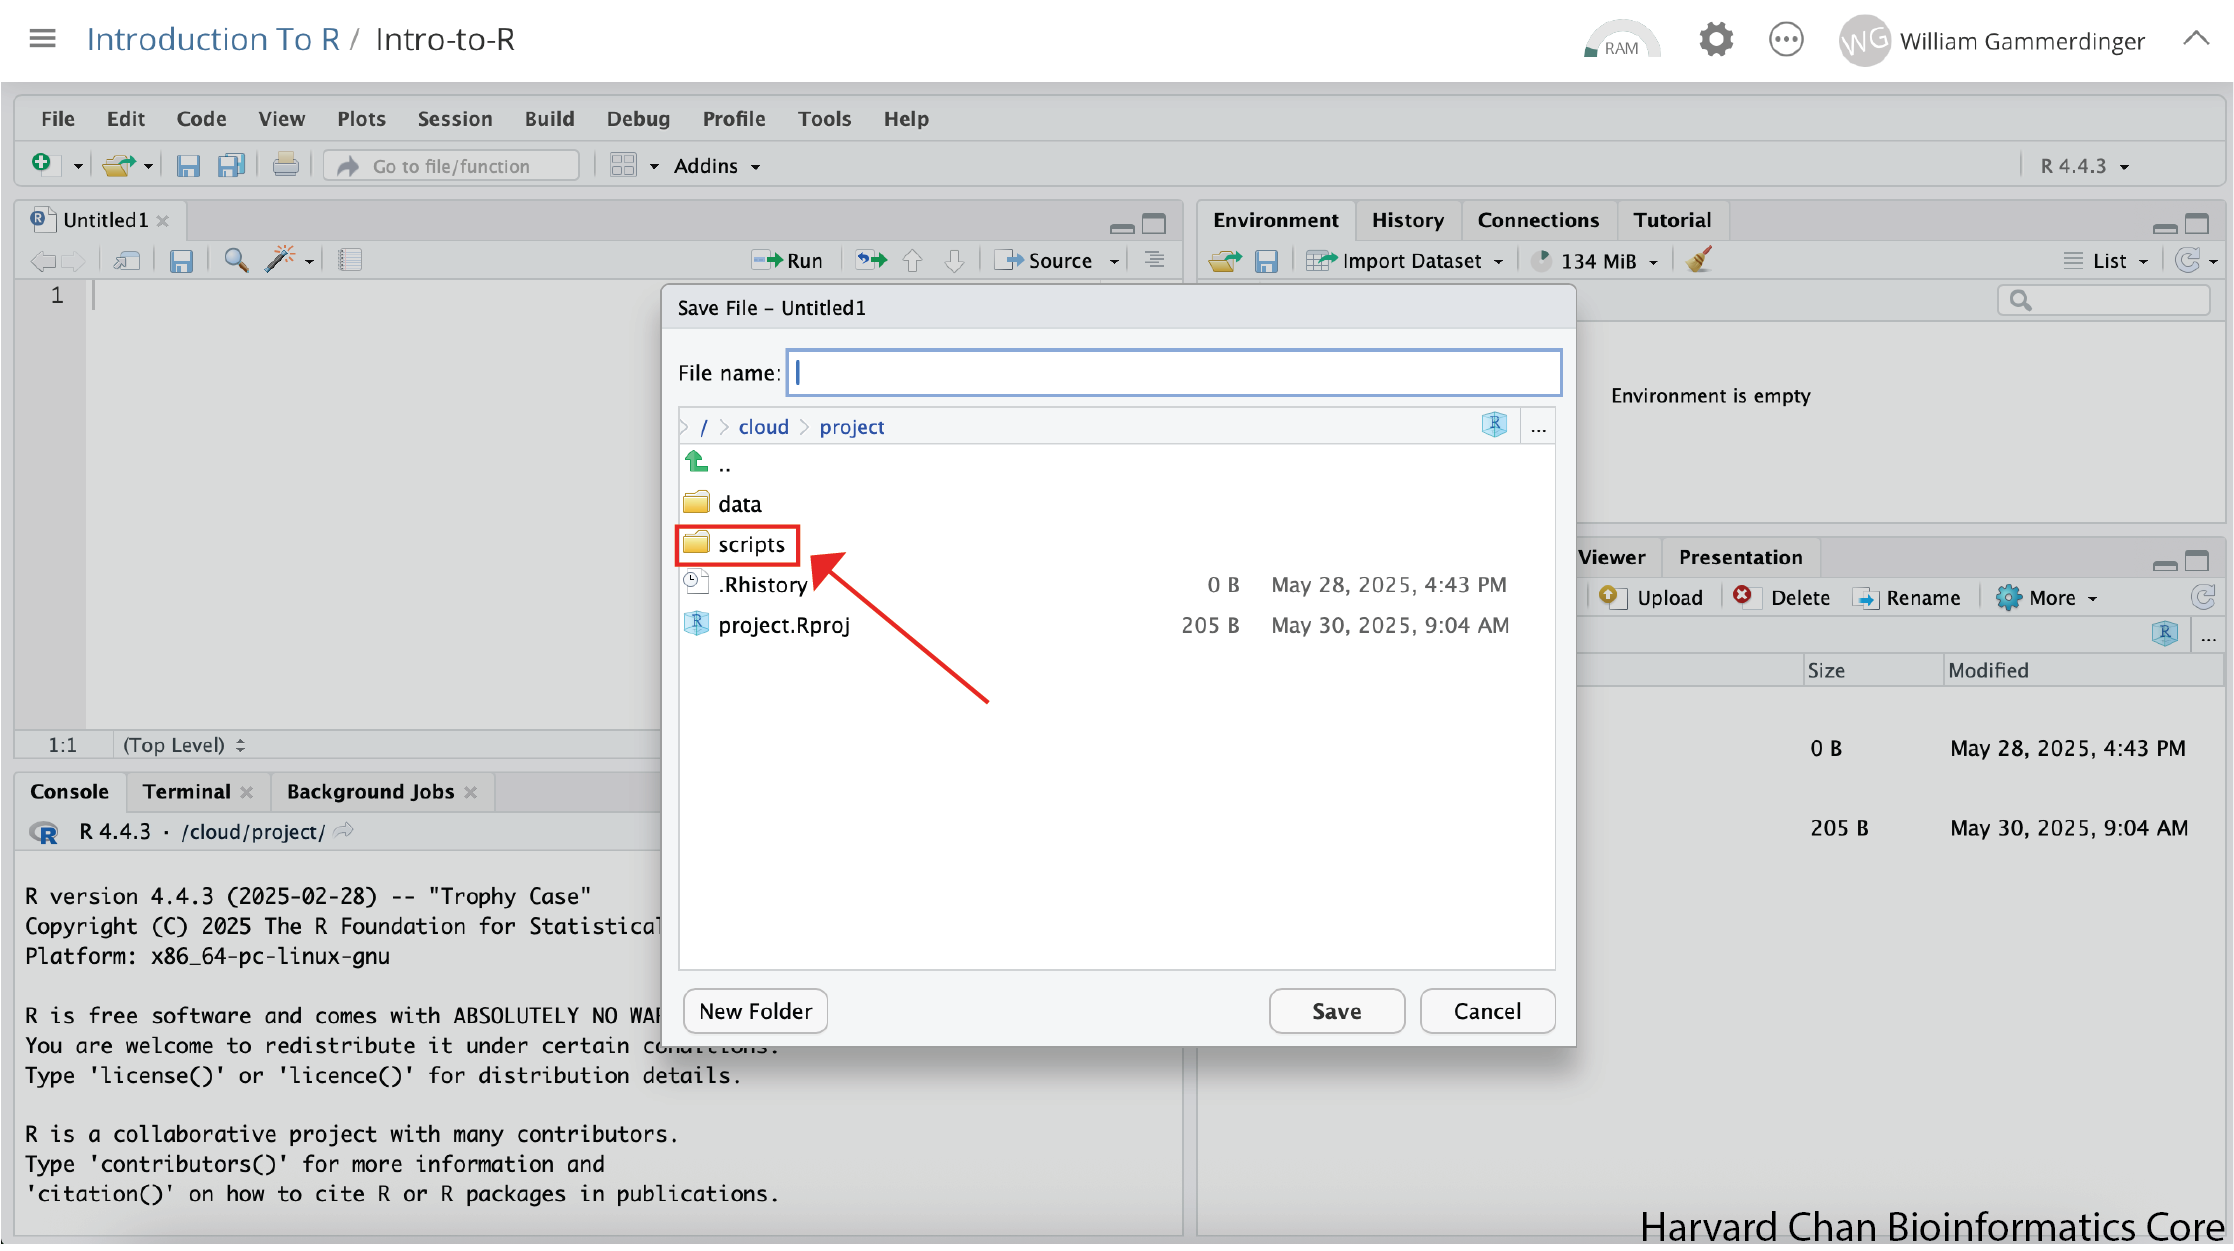 Introduction To R / Intro-to-R
RAM
WG William Gammerdinger
File Edit Code View Plots Session Build Debug Profile Tools Help
Go to file/function
Addins
R 4.4.3
Untitled1
Run
Source
1
1:1 (Top Level)
Environment History Connections Tutorial
Import Dataset
134 MiB
List
Environment is empty
Save File - Untitled1
File name:
/ cloud project
...
..
data
scripts
.Rhistory 0 B May 28, 2025, 4:43 PM
project.Rproj 205 B May 30, 2025, 9:04 AM
New Folder Save Cancel
Viewer Presentation
Upload Delete Rename More
...
Size Modified
0 B May 28, 2025, 4:43 PM
205 B May 30, 2025, 9:04 AM
Console Terminal Background Jobs
R 4.4.3 · /cloud/project/
R version 4.4.3 (2025-02-28) -- "Trophy Case"
Copyright (C) 2025 The R Foundation for Statistical
Platform: x86_64-pc-linux-gnu
R is free software and comes with ABSOLUTELY NO
You are welcome to redistribute it under certain conditions.
Type 'license()' or 'licence()' for distribution details.
R is a collaborative project with many contributors.
Type 'contributors()' for more information and
'citation()' on how to cite R or R packages in publications.
Harvard Chan Bioinformatics Core